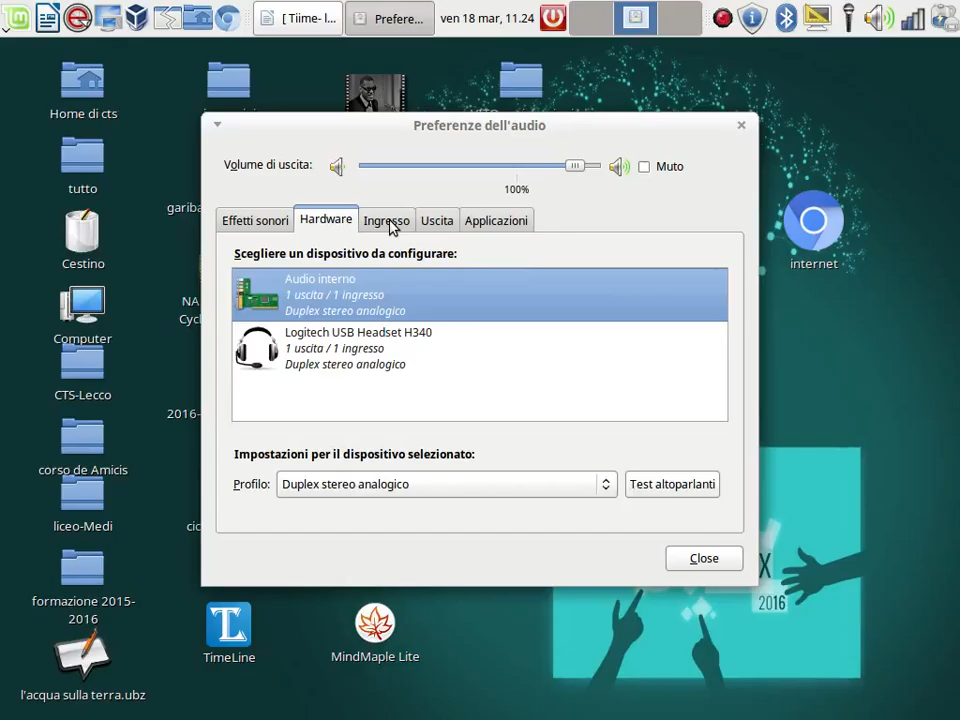 [ Tiime- l...
Prefere...
ven 18 mar, 11.24
Home di cts
tutto
Cestino
Computer
CTS-Lecco
2016-
corso de Amicis
liceo-Medi
formazione 2015-
2016
l'acqua sulla terra.ubz
TimeLine
MindMaple Lite
internet
X
2016
Preferenze dell'audio
Volume di uscita:
Muto
100%
Effetti sonori
Hardware
Ingresso
Uscita
Applicazioni
Scegliere un dispositivo da configurare:
Audio interno
1 uscita / 1 ingresso
Duplex stereo analogico
Logitech USB Headset H340
1 uscita / 1 ingresso
Duplex stereo analogico
Impostazioni per il dispositivo selezionato:
Profilo:
Duplex stereo analogico
Test altoparlanti
Close